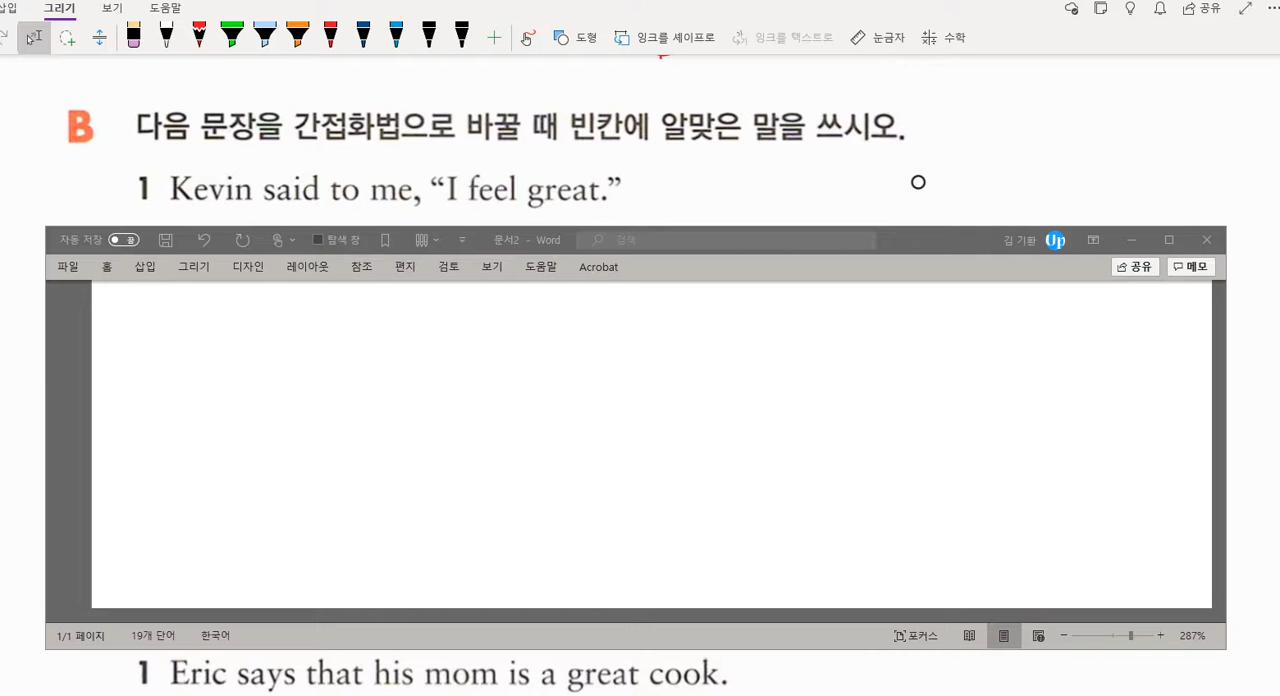 삽입 그리기 보기 도움말
공유
도형 잉크를 셰이프로 잉크를 텍스트로 눈금자 수학
B 다음 문장을 간접화법으로 바꿀 때 빈칸에 알맞은 말을 쓰시오.
1 Kevin said to me, “I feel great.”
자동 저장 끔 탐색 창 문서2 - Word 검색 김 기환 Up
파일 홈 삽입 그리기 디자인 레이아웃 참조 편지 검토 보기 도움말 Acrobat 공유 메모
1/1 페이지 19개 단어 한국어 포커스 287%
1 Eric says that his mom is a great cook.